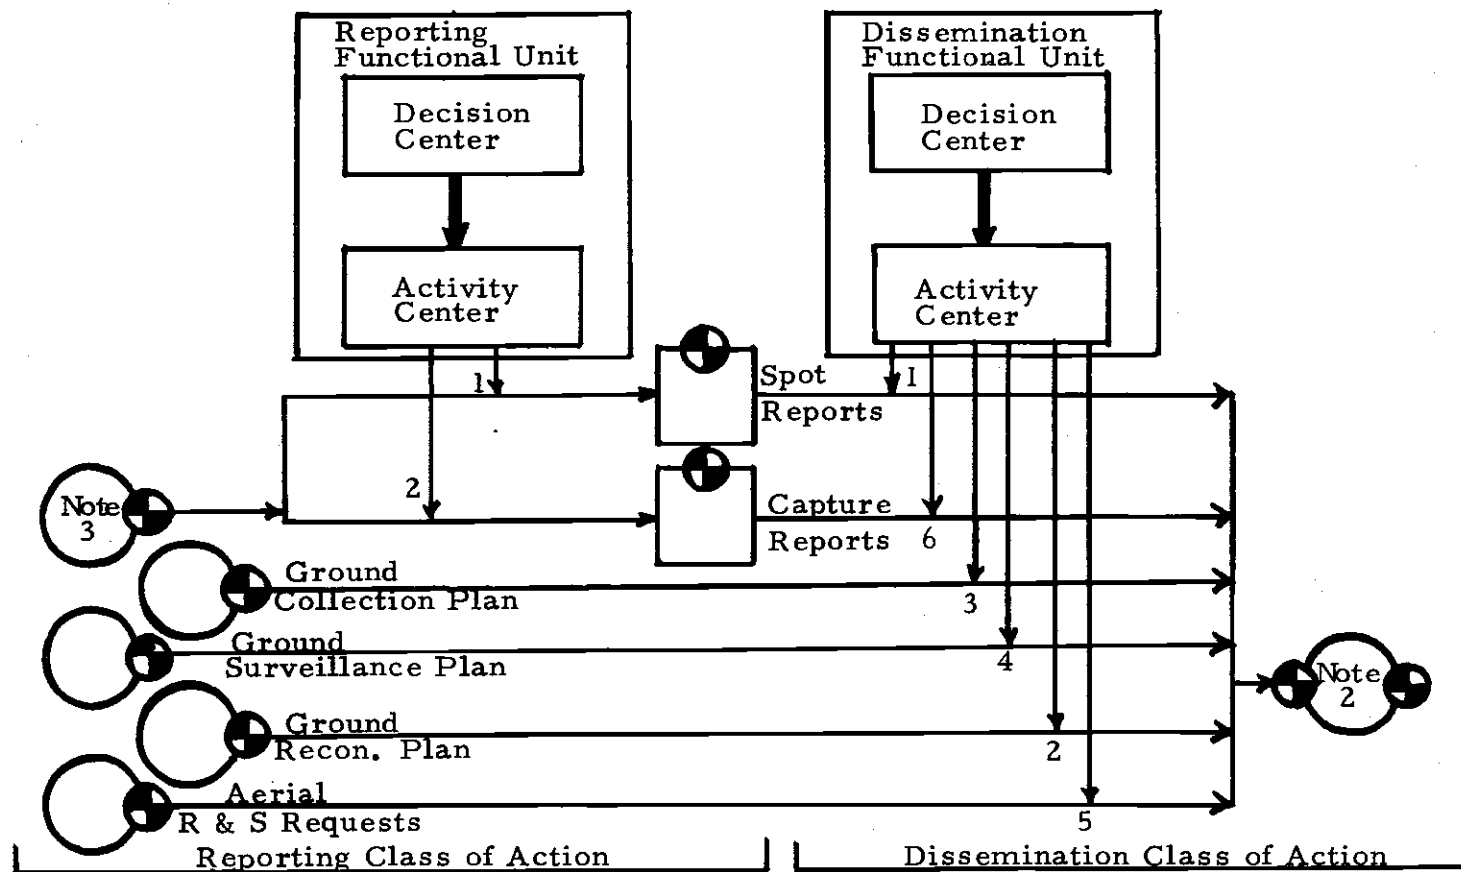 Reporting
Functional Unit
Decision
Center
Activity
Center
Dissemination
Functional Unit
Decision
Center
Activity
Center
1
2
Spot
Reports
1
Capture
Reports
6
Note
3
Ground
Collection Plan
3
Ground
Surveillance Plan
4
Ground
Recon. Plan
2
Aerial
R & S Requests
5
Note
2
Reporting Class of Action
Dissemination Class of Action